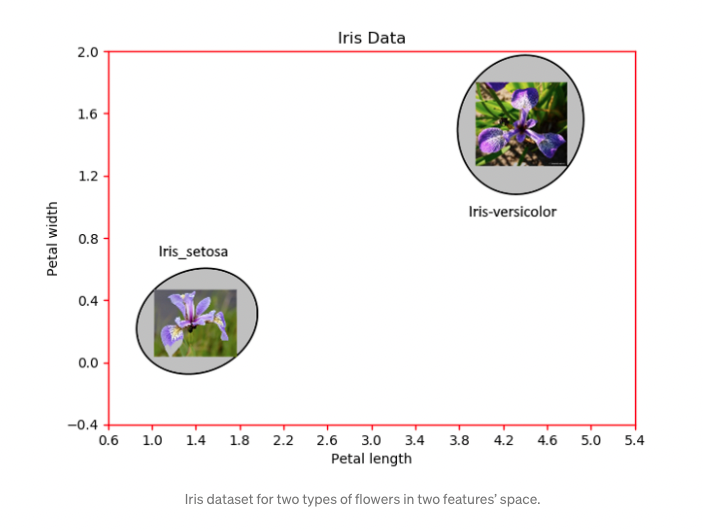 Iris Data
2.0
1.6
1.2
0.8
0.4
0.0
−0.4
Petal width
Iris-versicolor
Iris_setosa
0.6 1.0 1.4 1.8 2.2 2.6 3.0 3.4 3.8 4.2 4.6 5.0 5.4
Petal length
Iris dataset for two types of flowers in two features’ space.